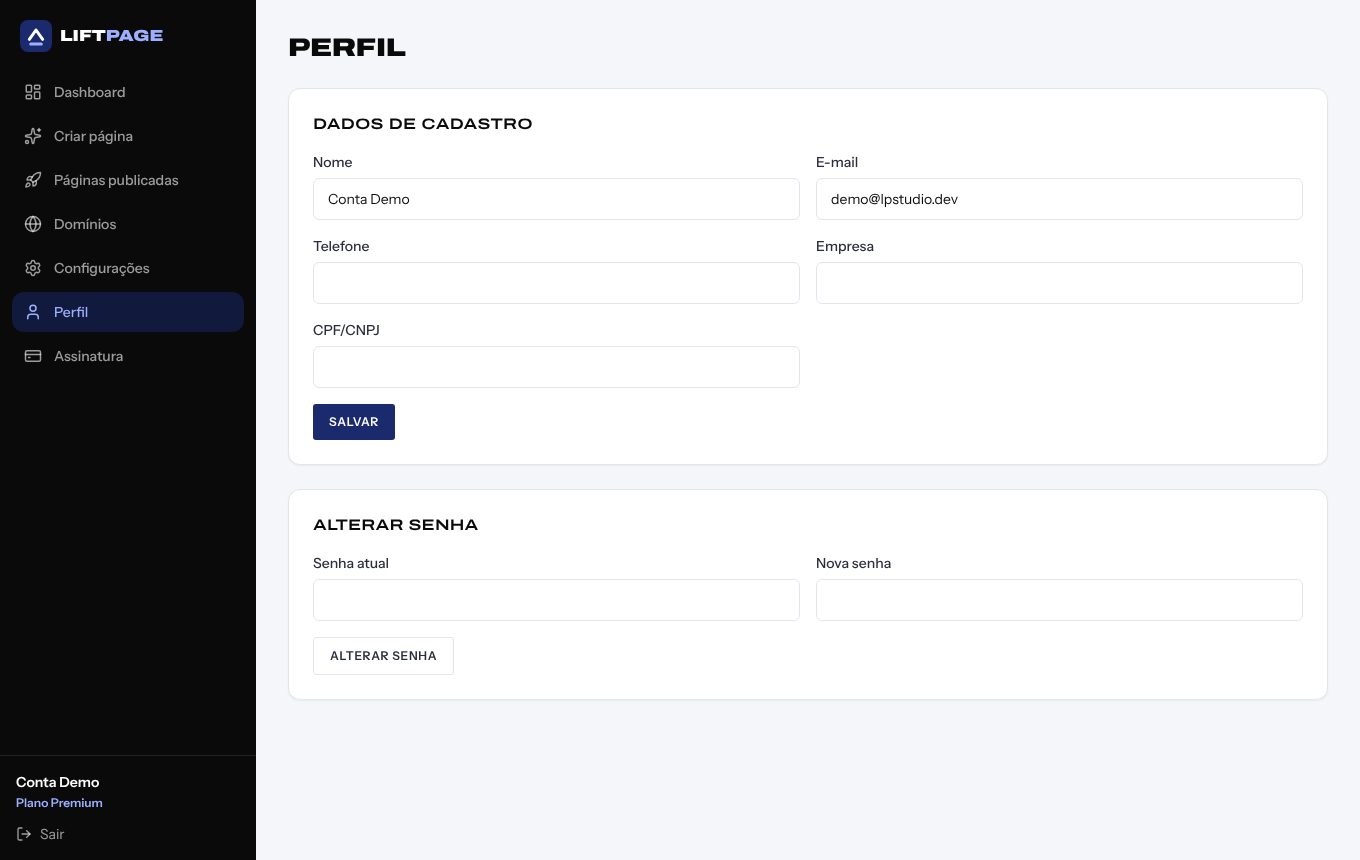 LIFTPAGE
Dashboard
Criar página
Páginas publicadas
Domínios
Configurações
Perfil
Assinatura
Conta Demo
Plano Premium
Sair
PERFIL
DADOS DE CADASTRO
Nome
E-mail
Conta Demo
demo@lpstudio.dev
Telefone
Empresa
CPF/CNPJ
SALVAR
ALTERAR SENHA
Senha atual
Nova senha
ALTERAR SENHA